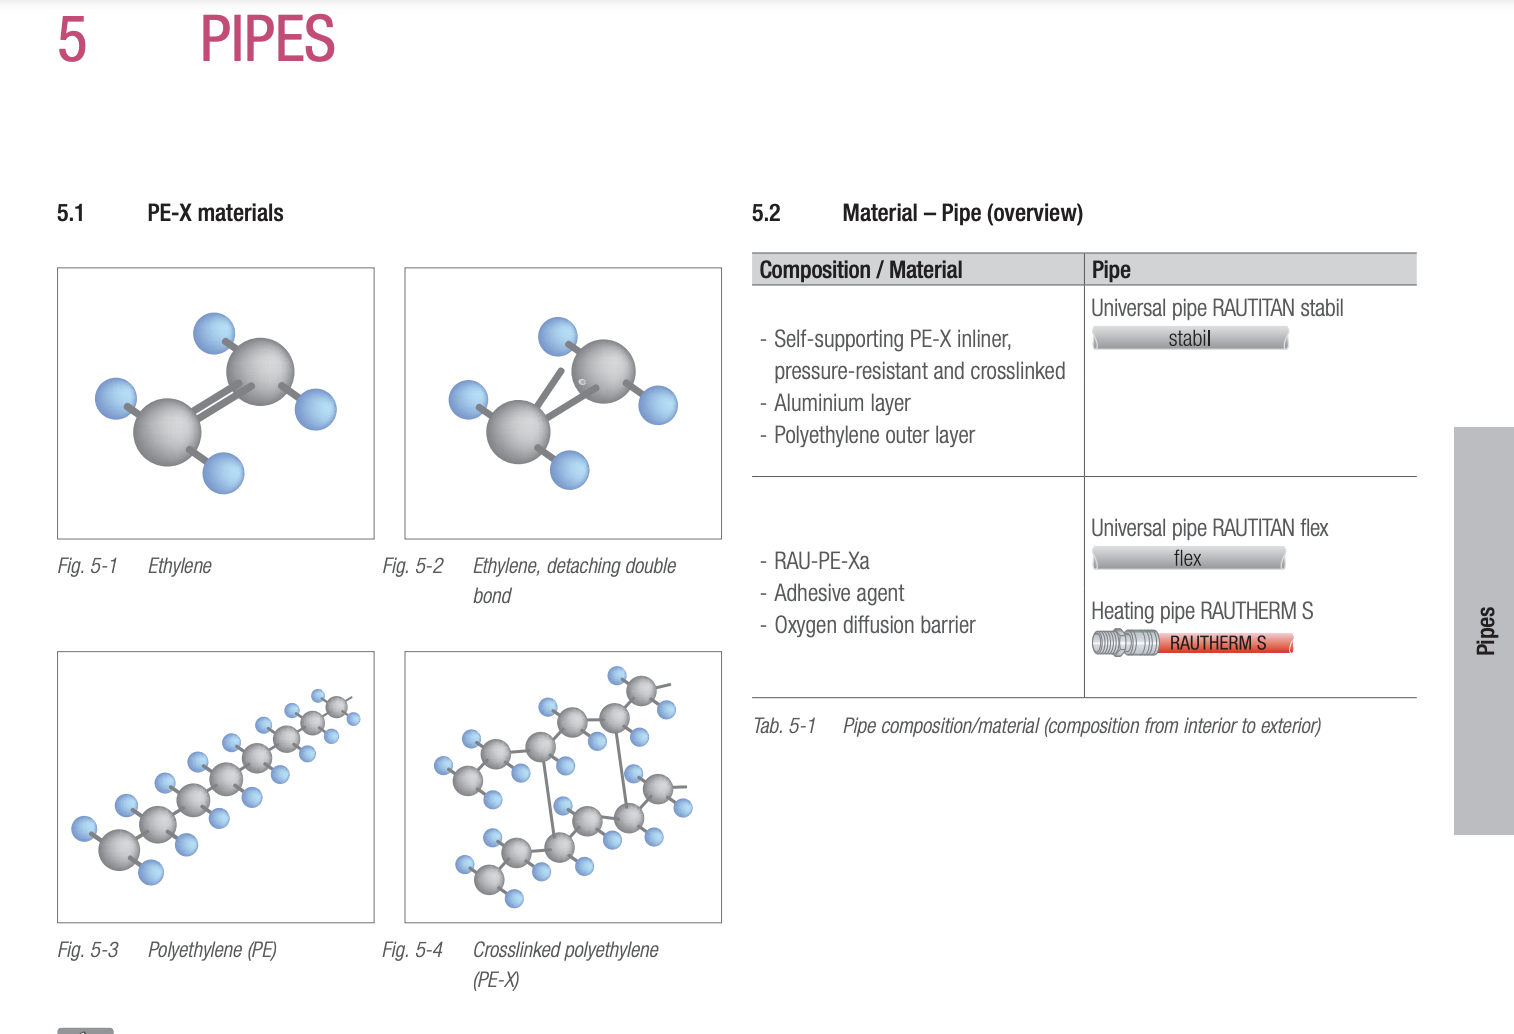 5 PIPES
5.1 PE-X materials
Fig. 5-1 Ethylene
Fig. 5-2 Ethylene, detaching double
bond
Fig. 5-3 Polyethylene (PE)
Fig. 5-4 Crosslinked polyethylene
(PE-X)
5.2 Material – Pipe (overview)
Composition / Material
Pipe
- Self-supporting PE-X inliner,
pressure-resistant and crosslinked
- Aluminium layer
- Polyethylene outer layer
Universal pipe RAUTITAN stabil
stabil
- RAU-PE-Xa
- Adhesive agent
- Oxygen diffusion barrier
Universal pipe RAUTITAN flex
flex
Heating pipe RAUTHERM S
RAUTHERM S
Tab. 5-1 Pipe composition/material (composition from interior to exterior)
Pipes